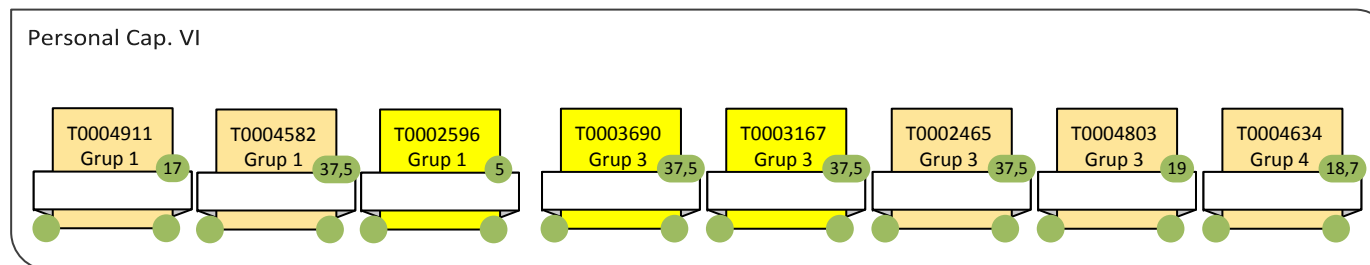 Personal Cap. VI
T0004911
Grup 1
17
T0004582
Grup 1
37,5
T0002596
Grup 1
5
T0003690
Grup 3
37,5
T0003167
Grup 3
37,5
T0002465
Grup 3
37,5
T0004803
Grup 3
19
T0004634
Grup 4
18,7